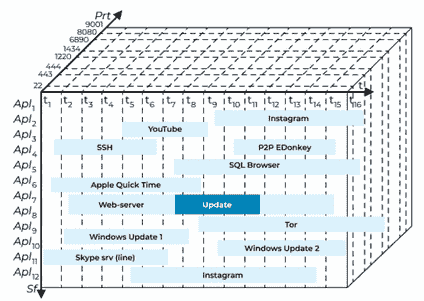 Prt
9001
8080
6890
1434
1220
444
443
22
t
t1 t2 t3 t4 t5 t6 t7 t8 t9 t10 t11 t12 t13 t14 t15 t16
Apl1
Instagram
Apl2
YouTube
Apl3
SSH
P2P EDonkey
Apl4
SQL Browser
Apl5
Apl6
Apple Quick Time
Apl7
Web-server
Update
Apl8
Tor
Apl9
Windows Update 1
Apl10
Windows Update 2
Apl11
Skype srv (line)
Apl12
Instagram
Sf